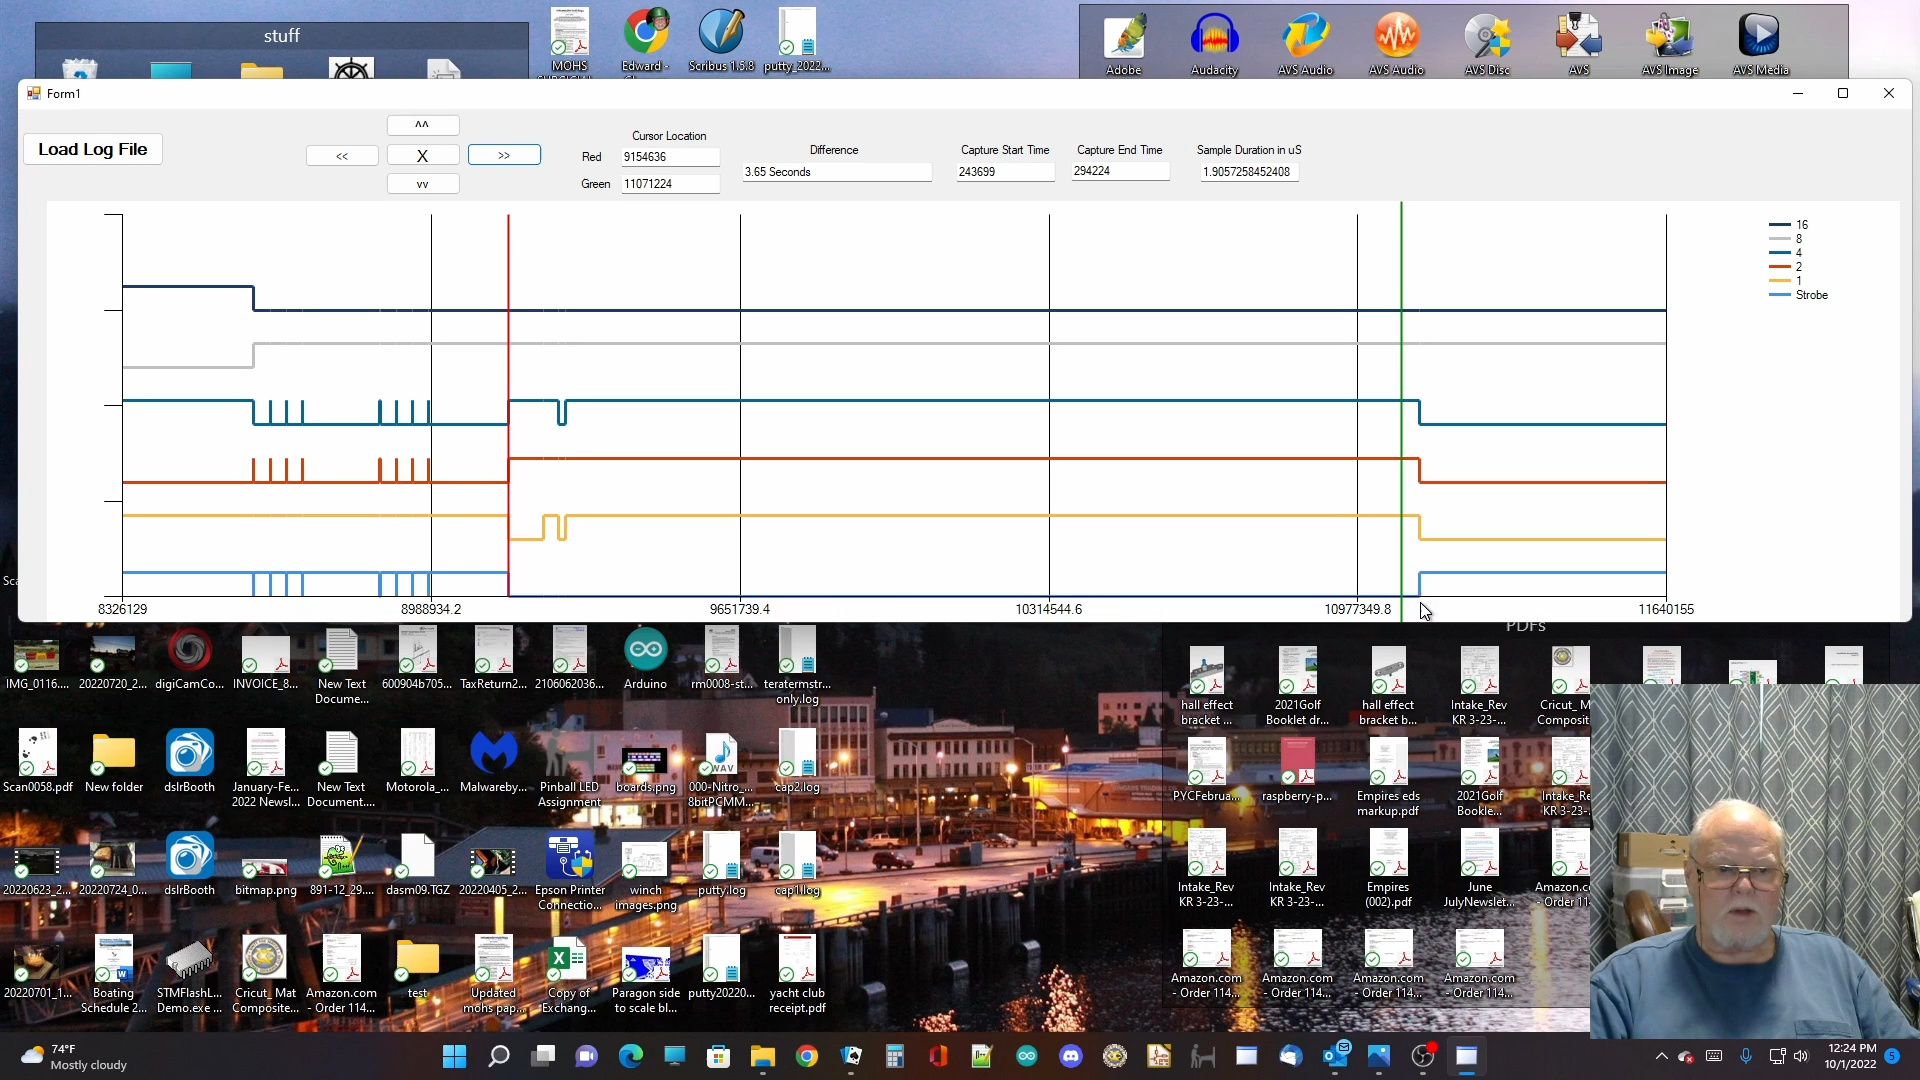 stuff
MOHS
Edward -
Scribus 1.5.8
putty_2022...
Adobe
Audacity
AVS Audio
AVS Audio
AVS Disc
AVS
AVS Image
AVS Media
Form1
Load Log File
^^
<<
X
>>
vv
Cursor Location
Red
9154636
Green
11071224
Difference
3.65 Seconds
Capture Start Time
243699
Capture End Time
294224
Sample Duration in uS
1.9057258452408
16
8
4
2
1
Strobe
8326129
8988934.2
9651739.4
10314544.6
10977349.8
11640155
PDFs
IMG_0116....
20220720_2...
digiCamCo...
INVOICE_8...
New Text
Docume...
600904b705...
TaxReturn2...
2106062036...
Arduino
rm0008-st...
teratermstr...
only.log
hall effect
bracket ...
2021Golf
Booklet dr...
hall effect
bracket b...
Intake_Rev
KR 3-23-...
Cricut_ M
Composit
Scan0058.pdf
New folder
dslrBooth
January-Fe...
2022 Newsl...
New Text
Document....
Motorola_...
Malwareby...
Pinball LED
Assignment
boards.png
000-Nitro_...
8bitPCMM...
cap2.log
PYCFebrua...
raspberry-p...
Empires eds
markup.pdf
2021Golf
Bookle...
Intake_Re
KR 3-23-
20220623_2...
20220724_0...
dslrBooth
bitmap.png
891-12_29....
dasm09.TGZ
20220405_2...
Epson Printer
Connectio...
winch
images.png
putty.log
cap1.log
Intake_Rev
KR 3-23-...
Intake_Rev
KR 3-23-...
Empires
(002).pdf
June
JulyNewslet...
Amazon.co
- Order 11
20220701_1...
Boating
Schedule 2...
STMFlashL...
Demo.exe ...
Cricut_ Mat
Composite...
Amazon.com
- Order 114...
test
Updated
mohs pap...
Copy of
Exchang...
Paragon side
to scale bl...
putty20220...
yacht club
receipt.pdf
Amazon.com
- Order 114...
Amazon.com
- Order 114...
Amazon.com
- Order 114...
Amazon.com
- Order 114...
74°F
Mostly cloudy
12:24 PM
10/1/2022
5